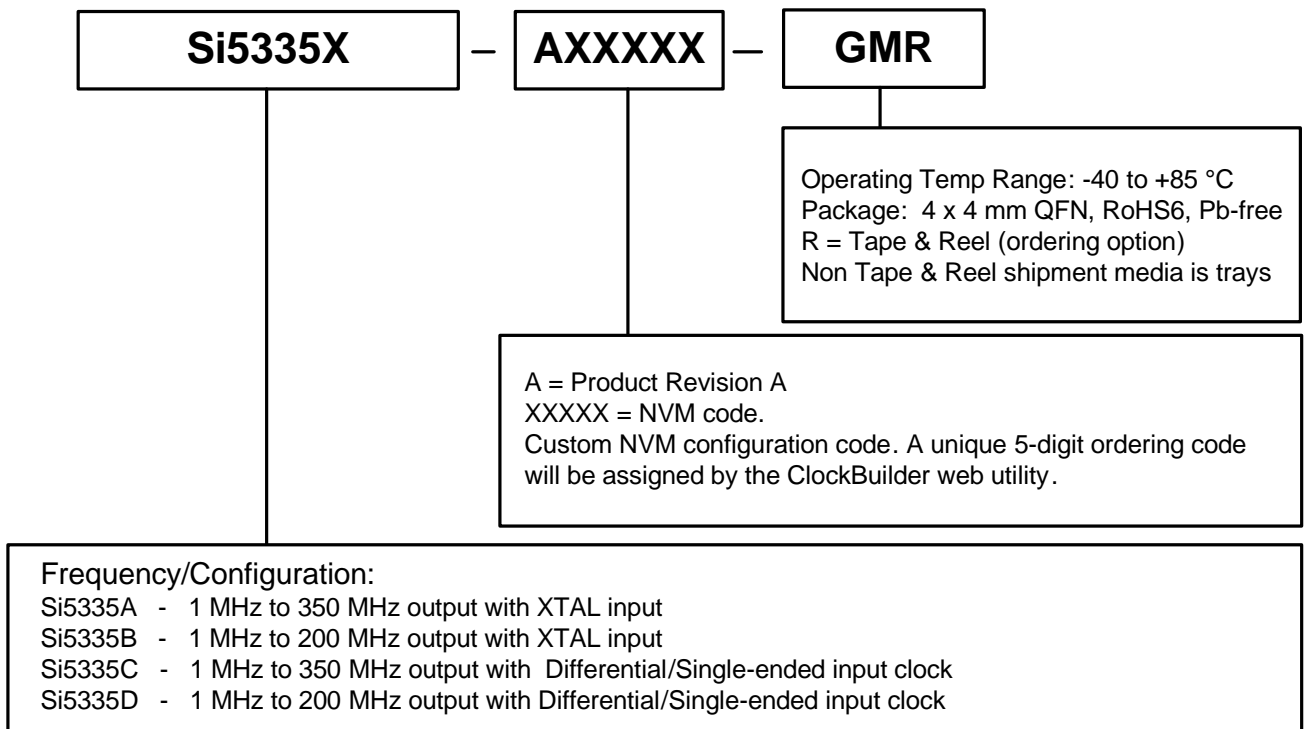 Si5335X – AXXXXX – GMR
Operating Temp Range: -40 to +85 °C
Package: 4 x 4 mm QFN, RoHS6, Pb-free
R = Tape & Reel (ordering option)
Non Tape & Reel shipment media is trays
A = Product Revision A
XXXXX = NVM code.
Custom NVM configuration code. A unique 5-digit ordering code
will be assigned by the ClockBuilder web utility.
Frequency/Configuration:
Si5335A - 1 MHz to 350 MHz output with XTAL input
Si5335B - 1 MHz to 200 MHz output with XTAL input
Si5335C - 1 MHz to 350 MHz output with Differential/Single-ended input clock
Si5335D - 1 MHz to 200 MHz output with Differential/Single-ended input clock